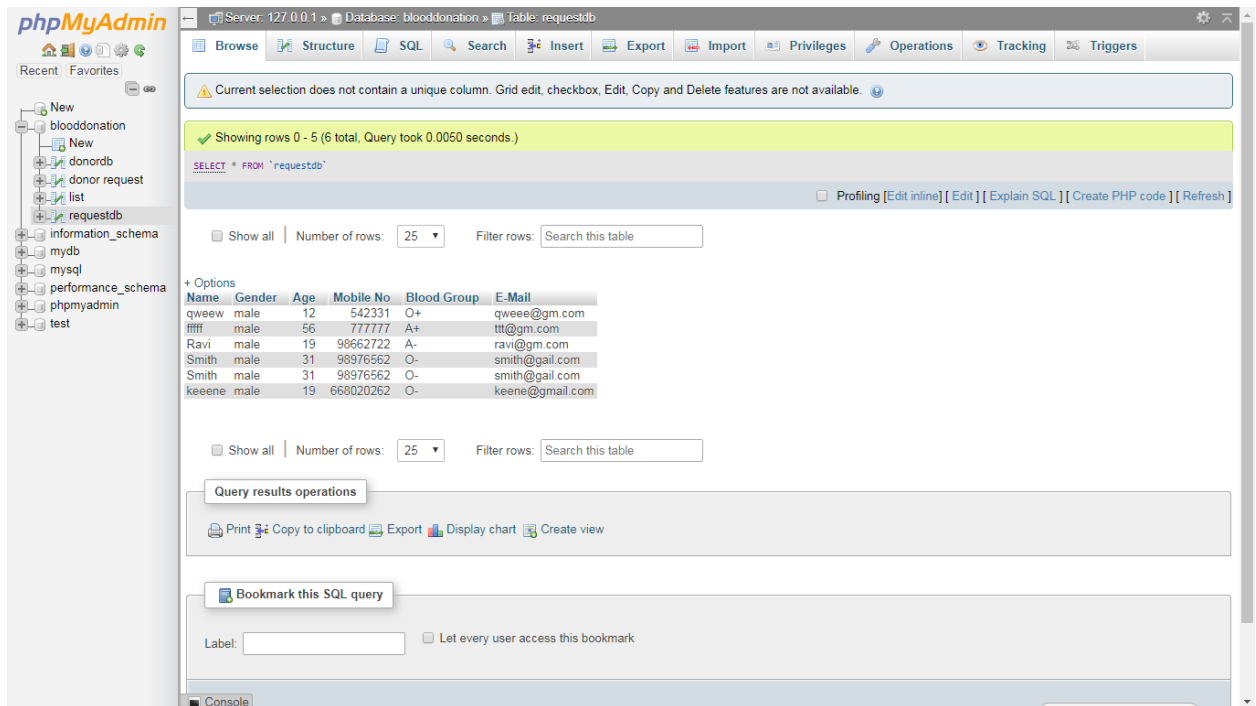 phpMyAdmin
Recent Favorites
New
blooddonation
New
donordb
donor request
list
requestdb
information_schema
mydb
mysql
performance_schema
phpmyadmin
test
Server: 127.0.0.1 » Database: blooddonation » Table: requestdb
Browse Structure SQL Search Insert Export Import Privileges Operations Tracking Triggers
Current selection does not contain a unique column. Grid edit, checkbox, Edit, Copy and Delete features are not available.
Showing rows 0 - 5 (6 total, Query took 0.0050 seconds.)
SELECT * FROM `requestdb`
Profiling [Edit inline] [ Edit ] [ Explain SQL ] [ Create PHP code ] [ Refresh ]
Show all | Number of rows: 25 Filter rows: Search this table
+ Options
Name Gender Age Mobile No Blood Group E-Mail
qweew male 12 542331 O+ qweee@gm.com
fffff male 56 777777 A+ ttt@gm.com
Ravi male 19 98662722 A- ravi@gm.com
Smith male 31 98976562 O- smith@gail.com
Smith male 31 98976562 O- smith@gail.com
keeene male 19 668020262 O- keene@gmail.com
Show all | Number of rows: 25 Filter rows: Search this table
Query results operations
Print Copy to clipboard Export Display chart Create view
Bookmark this SQL query
Label: Let every user access this bookmark
Console